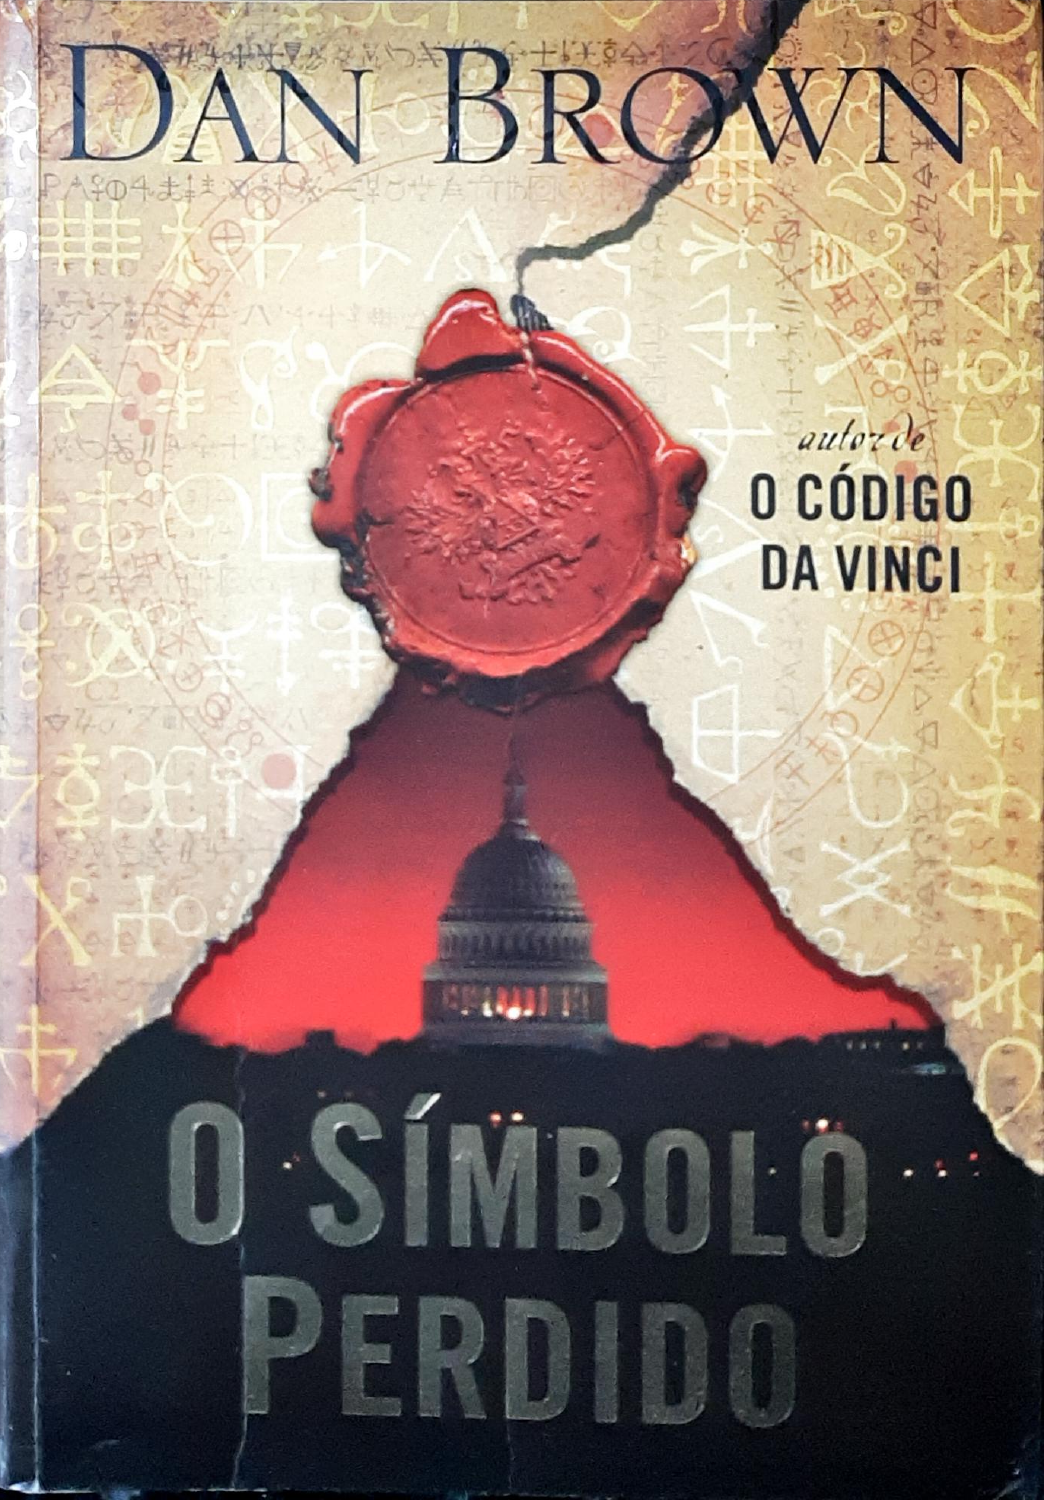 DAN BROWN
autor de
O CÓDIGO
DA VINCI
O SÍMBOLO
PERDIDO